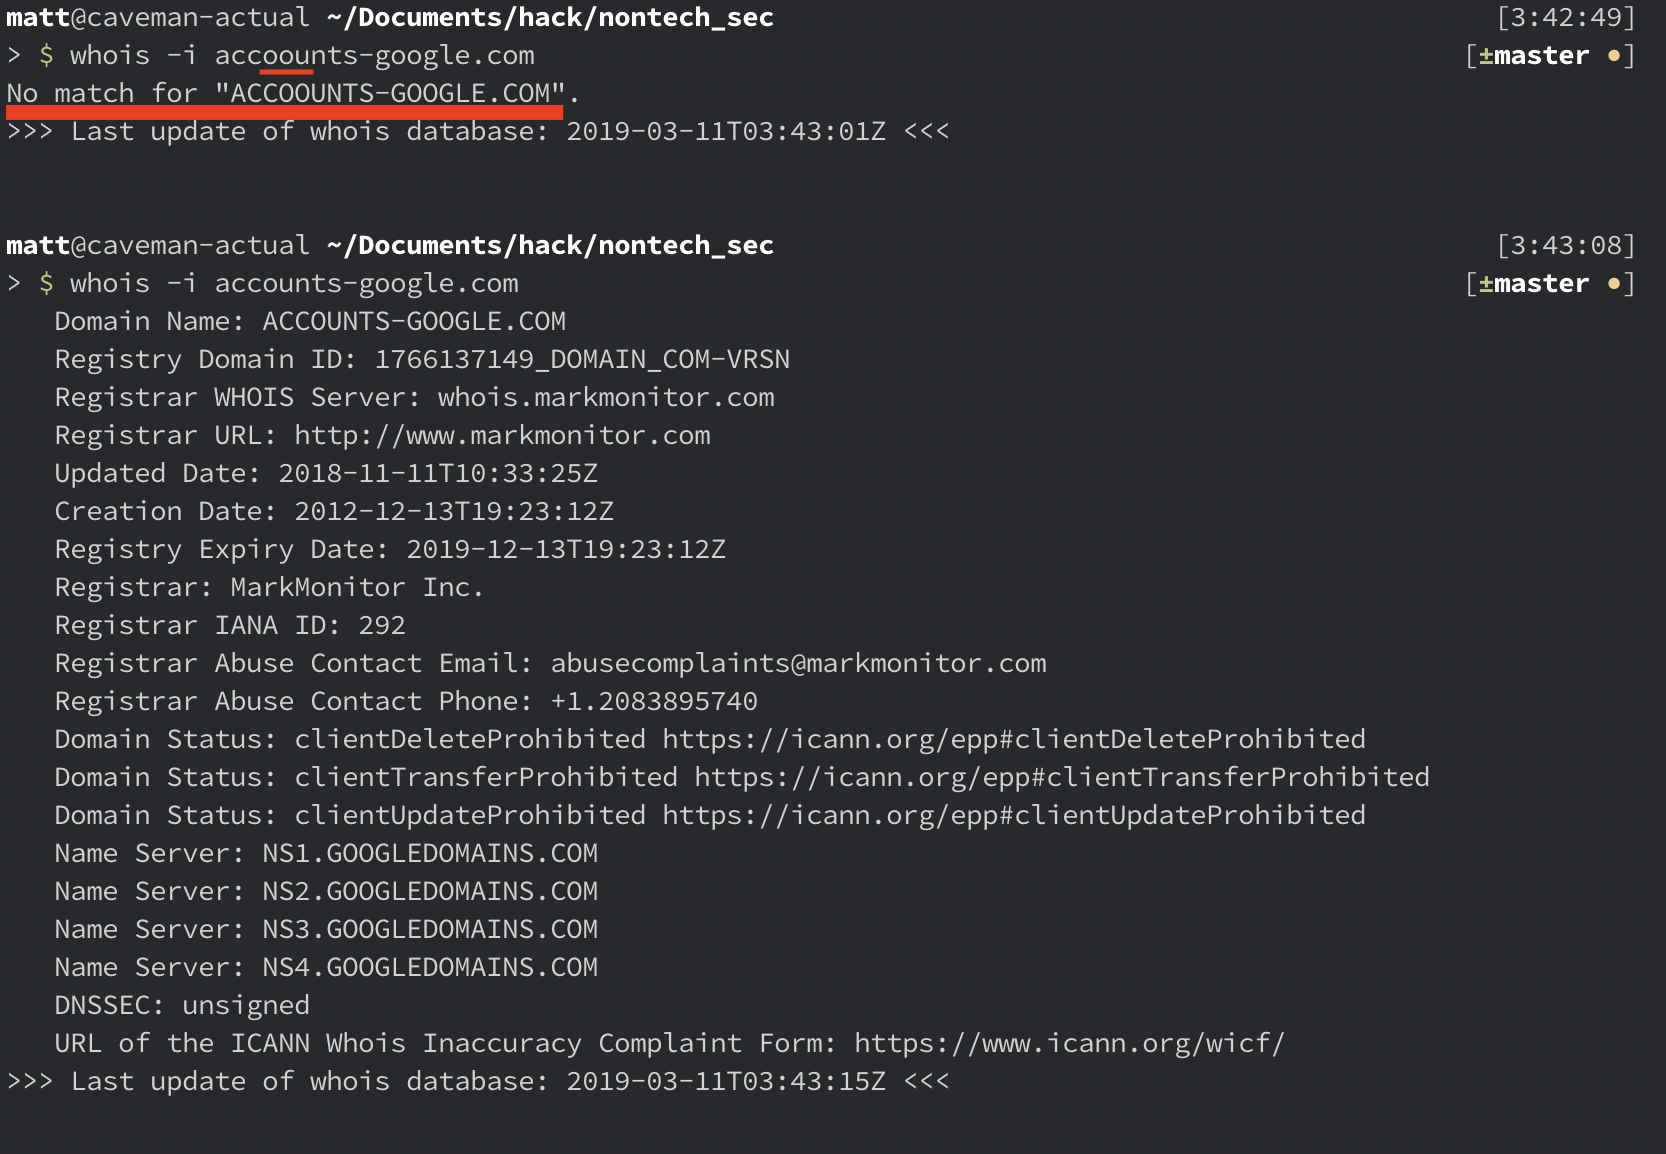 matt@caveman-actual ~/Documents/hack/nontech_sec [3:42:49]
> $ whois -i accoounts-google.com [±master •]
No match for "ACCOOUNTS-GOOGLE.COM".
>>> Last update of whois database: 2019-03-11T03:43:01Z <<<
matt@caveman-actual ~/Documents/hack/nontech_sec [3:43:08]
> $ whois -i accounts-google.com [±master •]
Domain Name: ACCOUNTS-GOOGLE.COM
Registry Domain ID: 1766137149_DOMAIN_COM-VRSN
Registrar WHOIS Server: whois.markmonitor.com
Registrar URL: http://www.markmonitor.com
Updated Date: 2018-11-11T10:33:25Z
Creation Date: 2012-12-13T19:23:12Z
Registry Expiry Date: 2019-12-13T19:23:12Z
Registrar: MarkMonitor Inc.
Registrar IANA ID: 292
Registrar Abuse Contact Email: abusecomplaints@markmonitor.com
Registrar Abuse Contact Phone: +1.2083895740
Domain Status: clientDeleteProhibited https://icann.org/epp#clientDeleteProhibited
Domain Status: clientTransferProhibited https://icann.org/epp#clientTransferProhibited
Domain Status: clientUpdateProhibited https://icann.org/epp#clientUpdateProhibited
Name Server: NS1.GOOGLEDOMAINS.COM
Name Server: NS2.GOOGLEDOMAINS.COM
Name Server: NS3.GOOGLEDOMAINS.COM
Name Server: NS4.GOOGLEDOMAINS.COM
DNSSEC: unsigned
URL of the ICANN Whois Inaccuracy Complaint Form: https://www.icann.org/wicf/
>>> Last update of whois database: 2019-03-11T03:43:15Z <<<